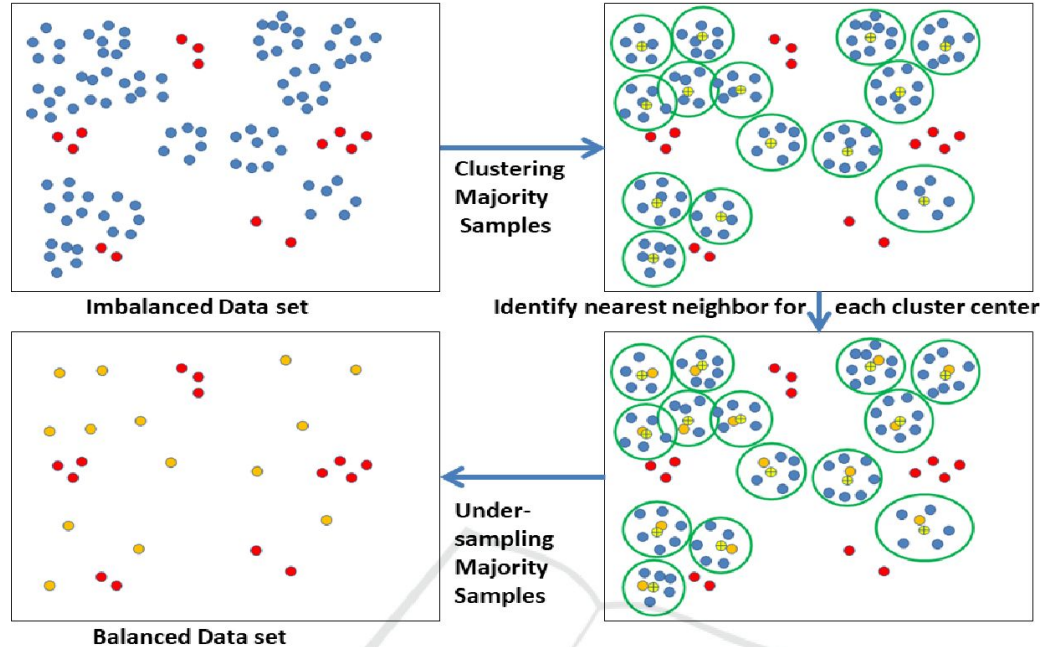 Clustering
Majority
Samples
Imbalanced Data set
Identify nearest neighbor for each cluster center
Under-
sampling
Majority
Samples
Balanced Data set